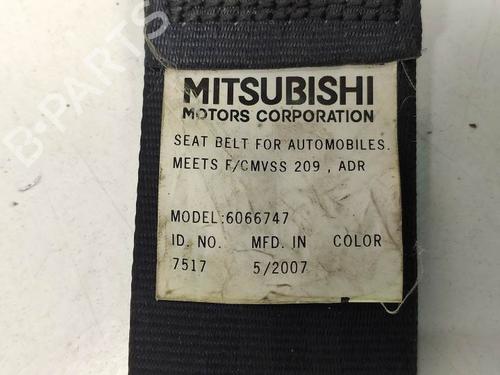 MITSUBISHI
MOTORS CORPORATION
SEAT BELT FOR AUTOMOBILES.
MEETS F/CMVSS 209 , ADR
MODEL:6066747
ID. NO. MFD. IN COLOR
7517 5/2007
B-PARTS